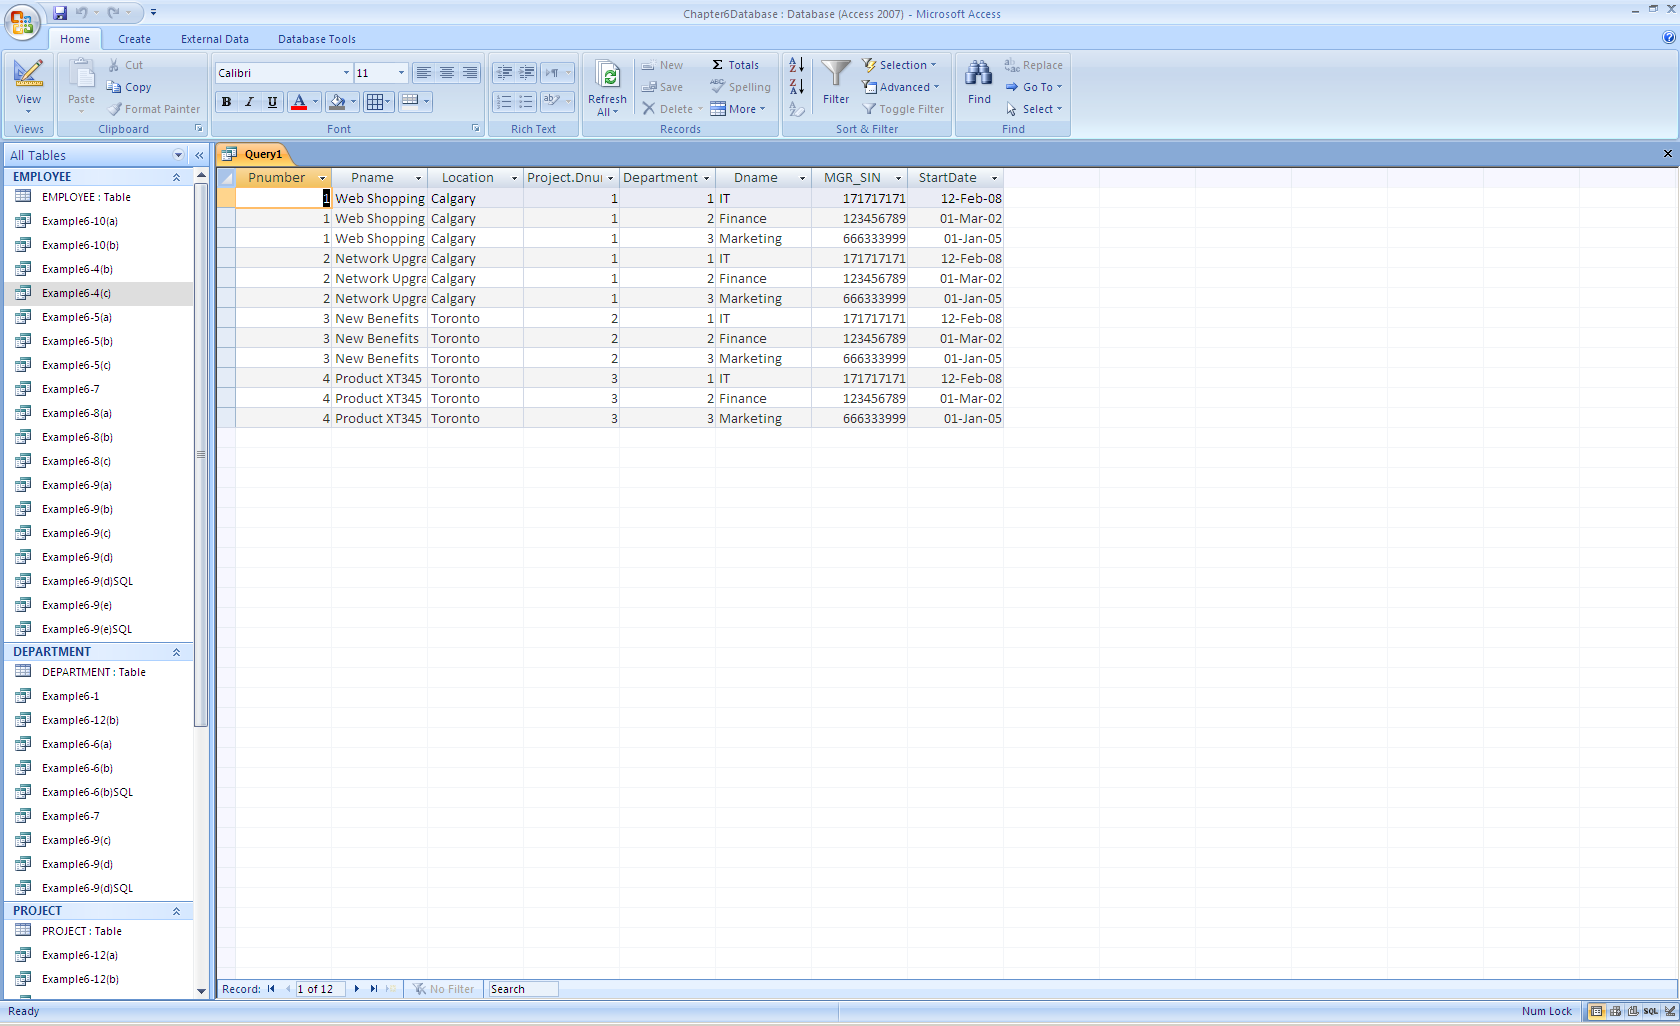 Chapter6Database : Database (Access 2007) - Microsoft Access
Home Create External Data Database Tools
View
Views
Paste
Cut
Copy
Format Painter
Clipboard
Calibri 11
B I U A
Font
Rich Text
Refresh All
New
Save
Delete
Σ Totals
Spelling
More
Records
Filter
Selection
Advanced
Toggle Filter
Sort & Filter
Find
Replace
Go To
Select
Find
All Tables
EMPLOYEE
EMPLOYEE : Table
Example6-10(a)
Example6-10(b)
Example6-4(b)
Example6-4(c)
Example6-5(a)
Example6-5(b)
Example6-5(c)
Example6-7
Example6-8(a)
Example6-8(b)
Example6-8(c)
Example6-9(a)
Example6-9(b)
Example6-9(c)
Example6-9(d)
Example6-9(d)SQL
Example6-9(e)
Example6-9(e)SQL
DEPARTMENT
DEPARTMENT : Table
Example6-1
Example6-12(b)
Example6-6(a)
Example6-6(b)
Example6-6(b)SQL
Example6-7
Example6-9(c)
Example6-9(d)
Example6-9(d)SQL
PROJECT
PROJECT : Table
Example6-12(a)
Example6-12(b)
Query1
Pnumber Pname Location Project.Dnu Department Dname MGR_SIN StartDate
1 Web Shopping Calgary 1 1 IT 171717171 12-Feb-08
1 Web Shopping Calgary 1 2 Finance 123456789 01-Mar-02
1 Web Shopping Calgary 1 3 Marketing 666333999 01-Jan-05
2 Network Upgra Calgary 1 1 IT 171717171 12-Feb-08
2 Network Upgra Calgary 1 2 Finance 123456789 01-Mar-02
2 Network Upgra Calgary 1 3 Marketing 666333999 01-Jan-05
3 New Benefits Toronto 2 1 IT 171717171 12-Feb-08
3 New Benefits Toronto 2 2 Finance 123456789 01-Mar-02
3 New Benefits Toronto 2 3 Marketing 666333999 01-Jan-05
4 Product XT345 Toronto 3 1 IT 171717171 12-Feb-08
4 Product XT345 Toronto 3 2 Finance 123456789 01-Mar-02
4 Product XT345 Toronto 3 3 Marketing 666333999 01-Jan-05
Record: 1 of 12 No Filter Search
Ready Num Lock SQL